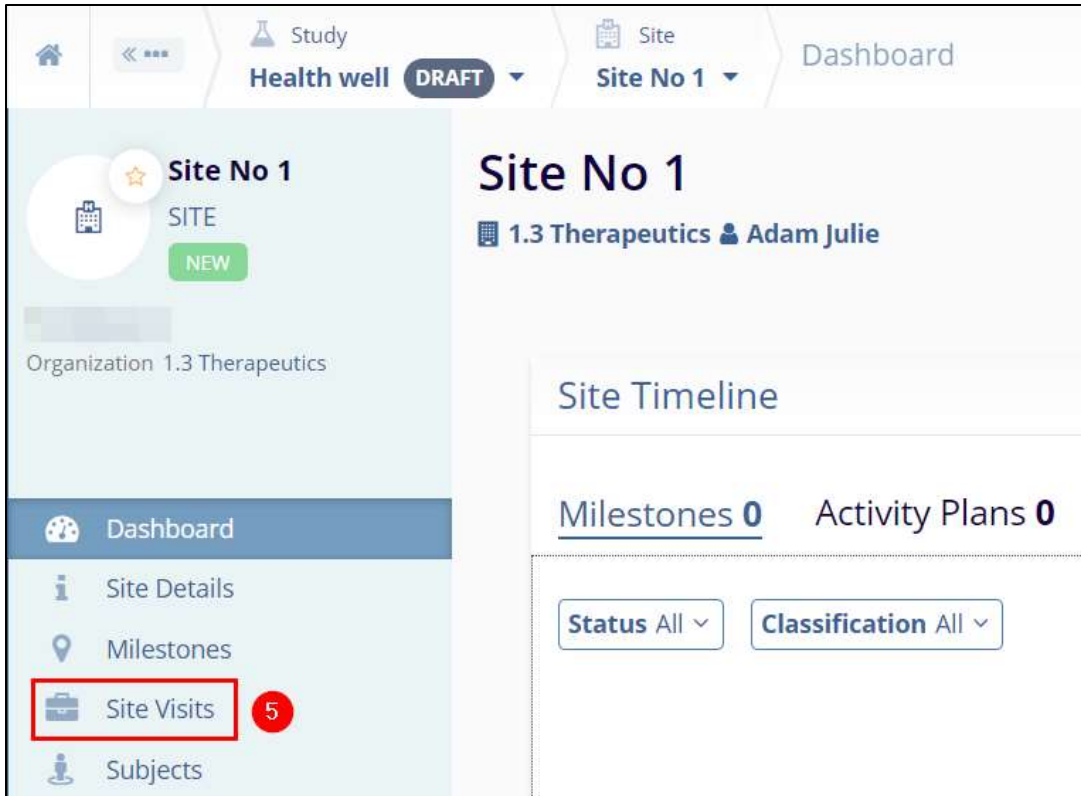 Study
Health well DRAFT
Site
Site No 1
Dashboard
Site No 1
SITE
NEW
Organization 1.3 Therapeutics
Dashboard
Site Details
Milestones
Site Visits 5
Subjects
Site No 1
1.3 Therapeutics Adam Julie
Site Timeline
Milestones 0 Activity Plans 0
Status All Classification All